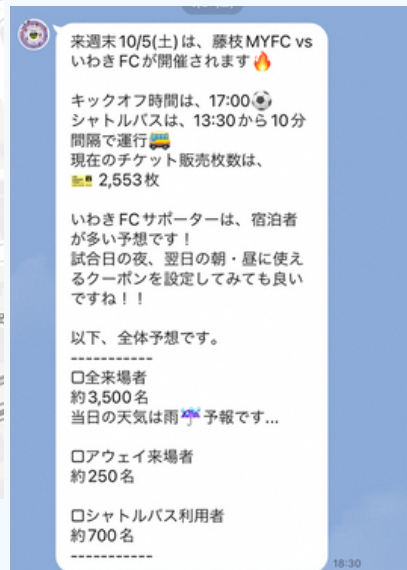 来週末10/5(土)は、藤枝MYFC vs
いわきFCが開催されます🔥
キックオフ時間は、17:00⚽
シャトルバスは、13:30から10分
間隔で運行🚌
現在のチケット販売枚数は、
🎫 2,553枚
いわきFCサポーターは、宿泊者
が多い予想です！
試合日の夜、翌日の朝・昼に使え
るクーポンを設定してみても良い
ですね！！
以下、全体予想です。
-----------
□全来場者
約3,500名
当日の天気は雨☔予報です...
□アウェイ来場者
約250名
□シャトルバス利用者
約700名
-----------
18:30